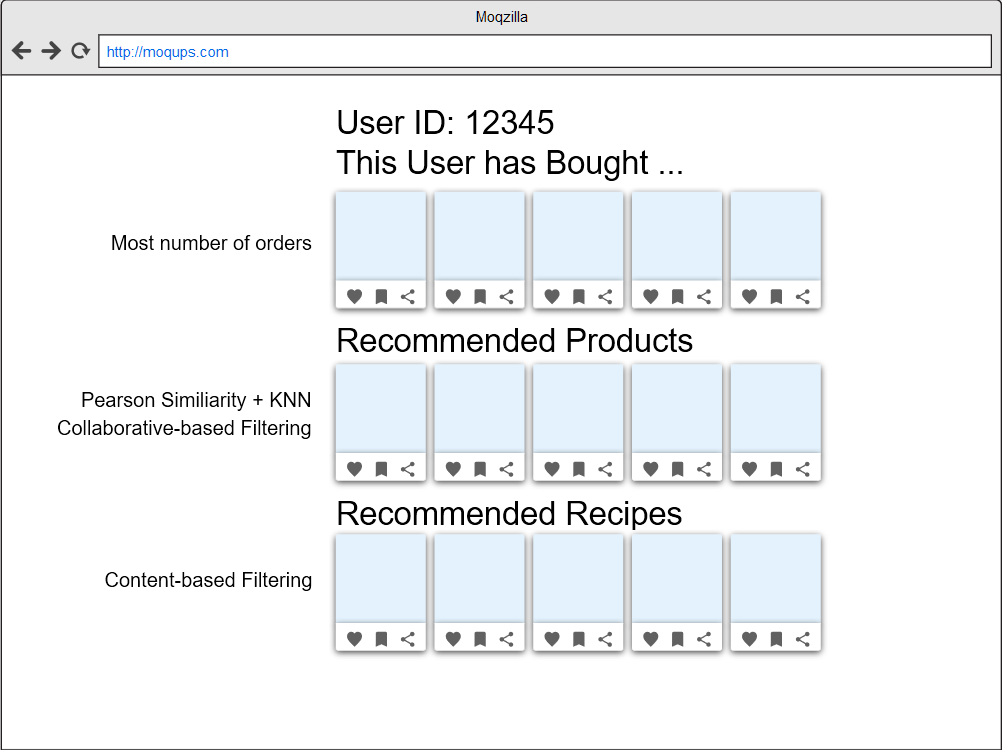 Moqzilla
http://moqups.com
User ID: 12345
This User has Bought ...
Most number of orders
Recommended Products
Pearson Similiarity + KNN
Collaborative-based Filtering
Recommended Recipes
Content-based Filtering